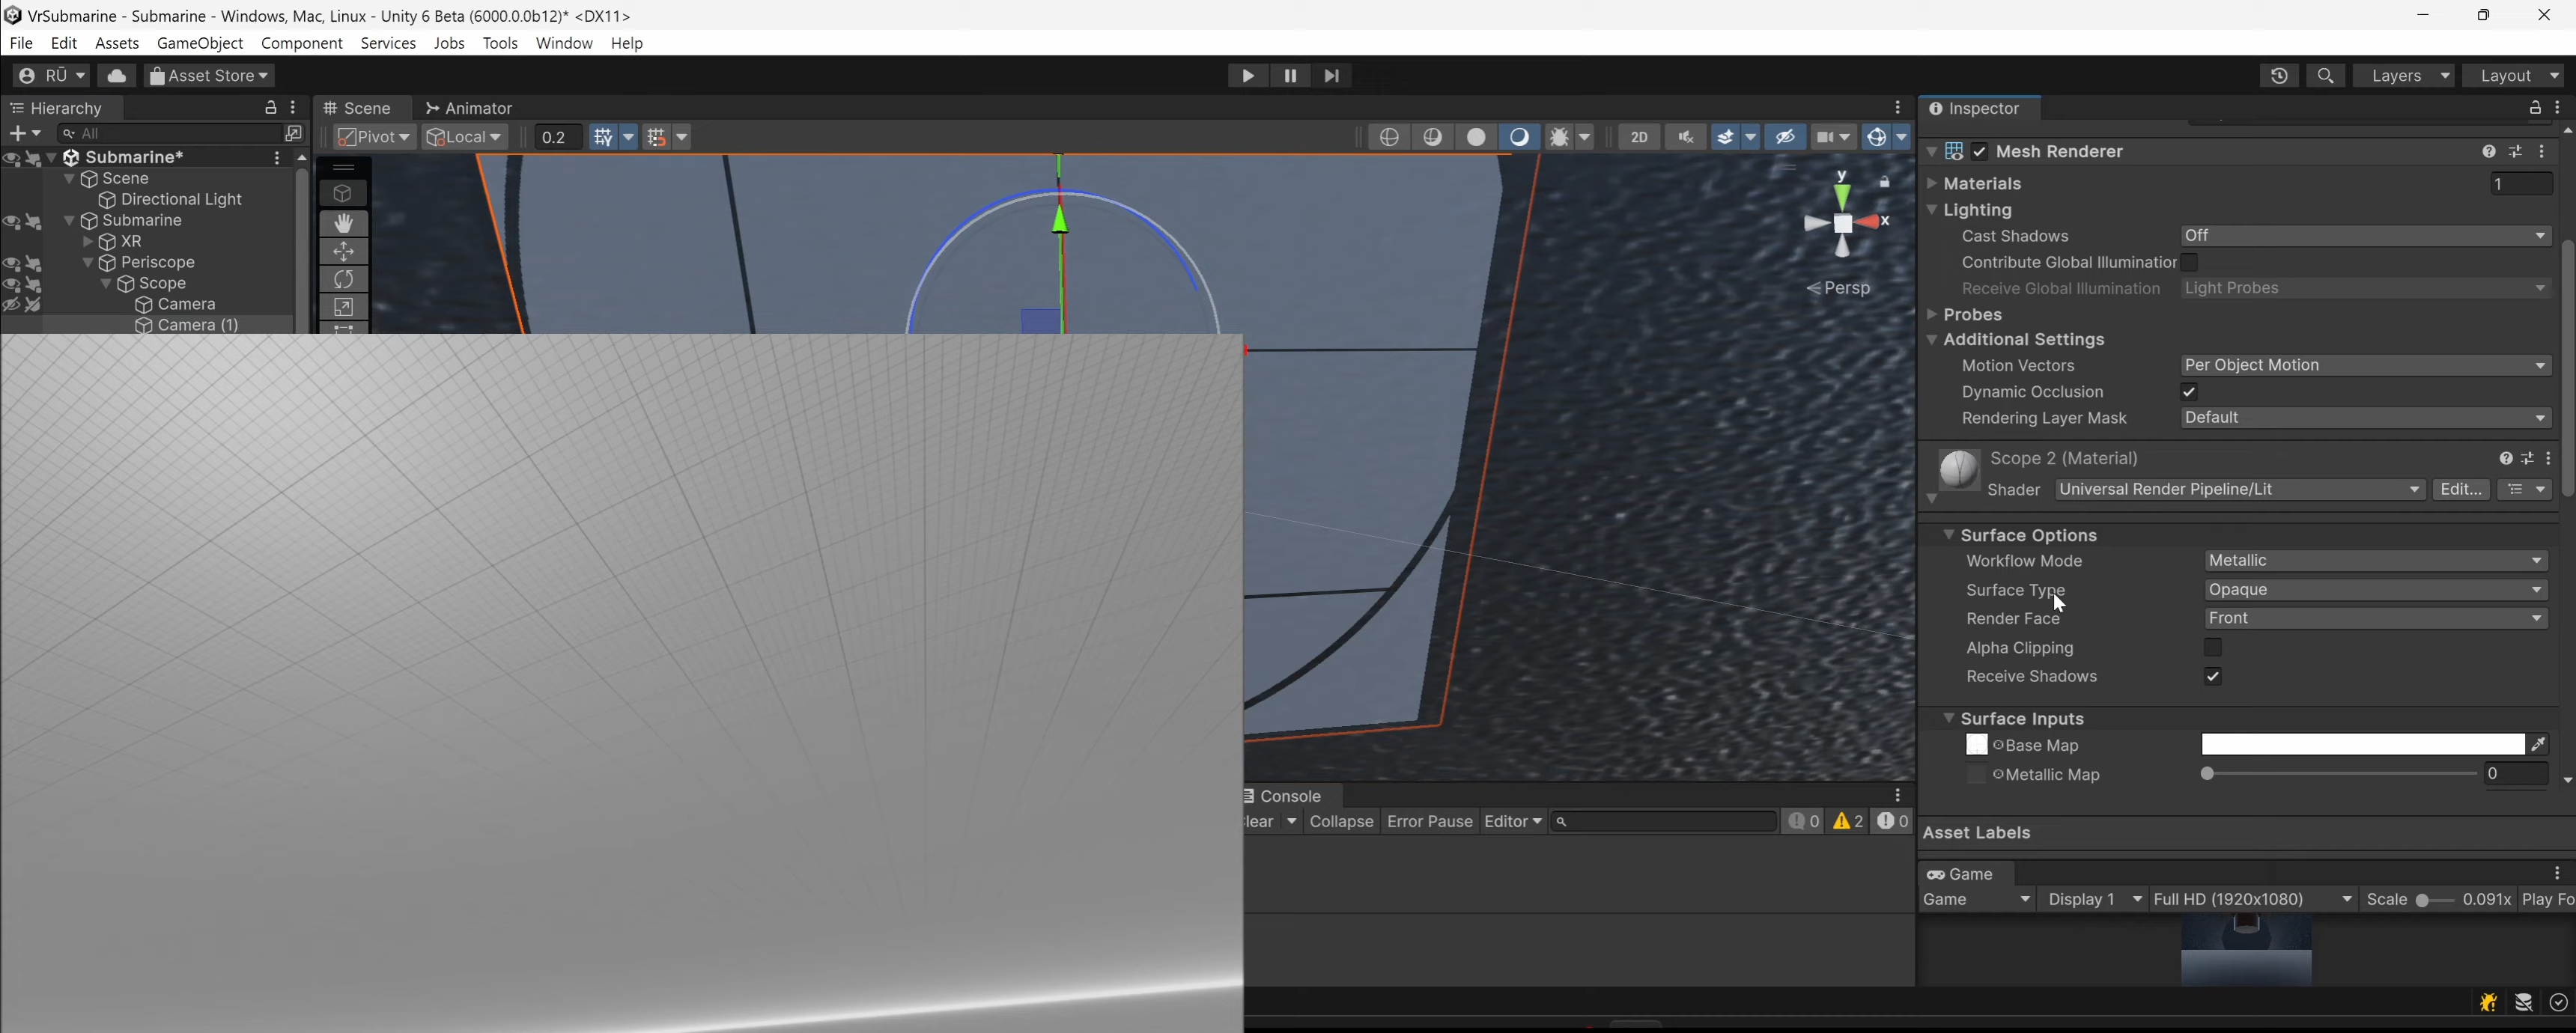 VrSubmarine - Submarine - Windows, Mac, Linux - Unity 6 Beta (6000.0.0b12)* <DX11>
File Edit Assets GameObject Component Services Jobs Tools Window Help
RŪ Asset Store Layers Layout
Hierarchy Scene Animator Inspector
All Pivot Local 0.2 2D
Submarine*
Scene
Directional Light
Submarine
XR
Periscope
Scope
Camera
Camera (1)
y
x
Persp
Mesh Renderer
Materials 1
Lighting
Cast Shadows Off
Contribute Global Illumination
Receive Global Illumination Light Probes
Probes
Additional Settings
Motion Vectors Per Object Motion
Dynamic Occlusion
Rendering Layer Mask Default
Scope 2 (Material)
Shader Universal Render Pipeline/Lit Edit...
Surface Options
Workflow Mode Metallic
Surface Type Opaque
Render Face Front
Alpha Clipping
Receive Shadows
Surface Inputs
Base Map
Metallic Map 0
Console
lear Collapse Error Pause Editor 0 2 0
Asset Labels
Game
Game Display 1 Full HD (1920x1080) Scale 0.091x Play Fo